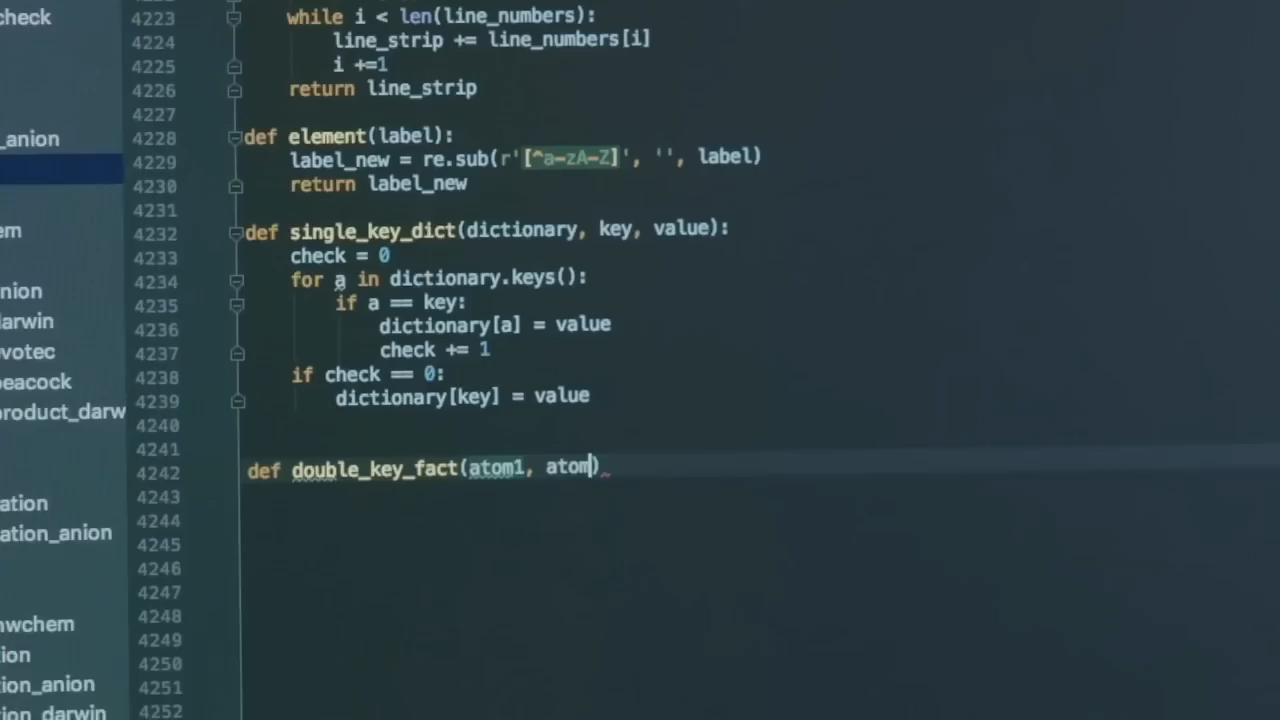 check
_anion
em
nion
darwin
evotec
peacock
product_darw
ation
ation_anion
nwchem
tion
tion_anion
tion_darwin
4223 while i < len(line_numbers):
4224 line_strip += line_numbers[i]
4225 i +=1
4226 return line_strip
4227
4228 def element(label):
4229 label_new = re.sub(r'[^a-zA-Z]', '', label)
4230 return label_new
4231
4232 def single_key_dict(dictionary, key, value):
4233 check = 0
4234 for a in dictionary.keys():
4235 if a == key:
4236 dictionary[a] = value
4237 check += 1
4238 if check == 0:
4239 dictionary[key] = value
4240
4241
4242 def double_key_fact(atom1, atom)
4243
4244
4245
4246
4247
4248
4249
4250
4251
4252